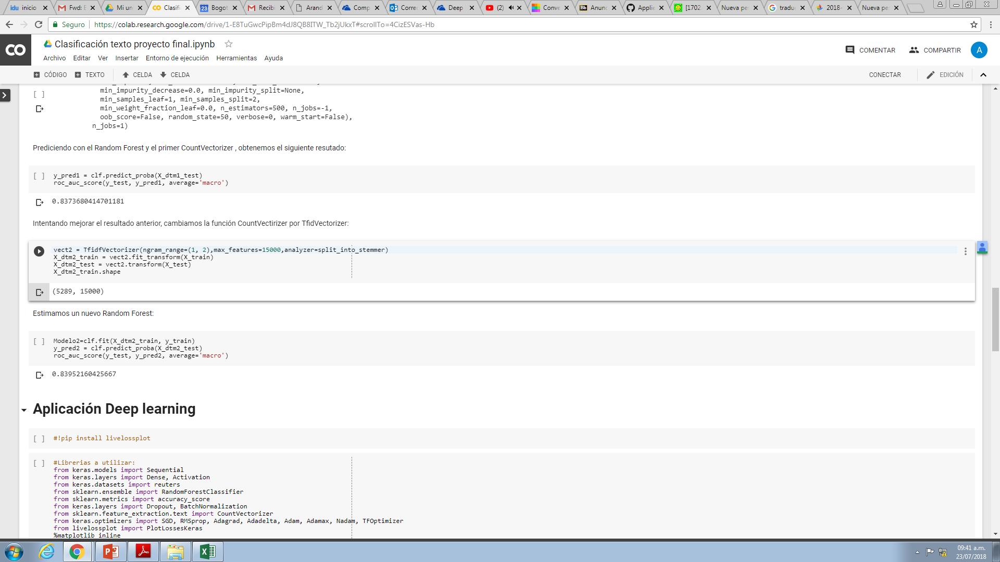 idu inicio
Fwd: E
Mi un
Clasifi
23 Bogot
Recibi
Arand
Comp
Corre
Deep
(2)
Conve
Bb Anunc
Applie
[1702
Nueva pe
traduc
2018-
Nueva pe
Seguro
https://colab.research.google.com/drive/1-E8TuGwcPipBm4dJ8QB8ITW_Tb2jUkxT#scrollTo=4CizESVas-Hb
CO
Clasificación texto proyecto final.ipynb
Archivo Editar Ver Insertar Entorno de ejecución Herramientas Ayuda
COMENTAR
COMPARTIR
A
CÓDIGO TEXTO CELDA CELDA
CONECTAR
EDICIÓN
[ ] min_impurity_decrease=0.0, min_impurity_split=None,
min_samples_leaf=1, min_samples_split=2,
min_weight_fraction_leaf=0.0, n_estimators=500, n_jobs=-1,
oob_score=False, random_state=50, verbose=0, warm_start=False),
n_jobs=1)
Prediciendo con el Random Forest y el primer CountVectorizer , obtenemos el siguiente resutado:
[ ] y_pred1 = clf.predict_proba(X_dtm1_test)
roc_auc_score(y_test, y_pred1, average='macro')
0.8373680414701181
Intentando mejorar el resultado anterior, cambiamos la función CountVectirizer por TfidVectorizer:
vect2 = TfidfVectorizer(ngram_range=(1, 2),max_features=15000,analyzer=split_into_stemmer)
X_dtm2_train = vect2.fit_transform(X_train)
X_dtm2_test = vect2.transform(X_test)
X_dtm2_train.shape
(5289, 15000)
Estimamos un nuevo Random Forest:
[ ] Modelo2=clf.fit(X_dtm2_train, y_train)
y_pred2 = clf.predict_proba(X_dtm2_test)
roc_auc_score(y_test, y_pred2, average='macro')
0.83952160425667
Aplicación Deep learning
[ ] #!pip install livelossplot
[ ] #Librerias a utilizar:
from keras.models import Sequential
from keras.layers import Dense, Activation
from keras.datasets import reuters
from sklearn.ensemble import RandomForestClassifier
from sklearn.metrics import accuracy_score
from keras.layers import Dropout, BatchNormalization
from sklearn.feature_extraction.text import CountVectorizer
from keras.optimizers import SGD, RMSprop, Adagrad, Adadelta, Adam, Adamax, Nadam, TFOptimizer
from livelossplot import PlotLossesKeras
%matplotlib inline
09:41 a.m.
23/07/2018